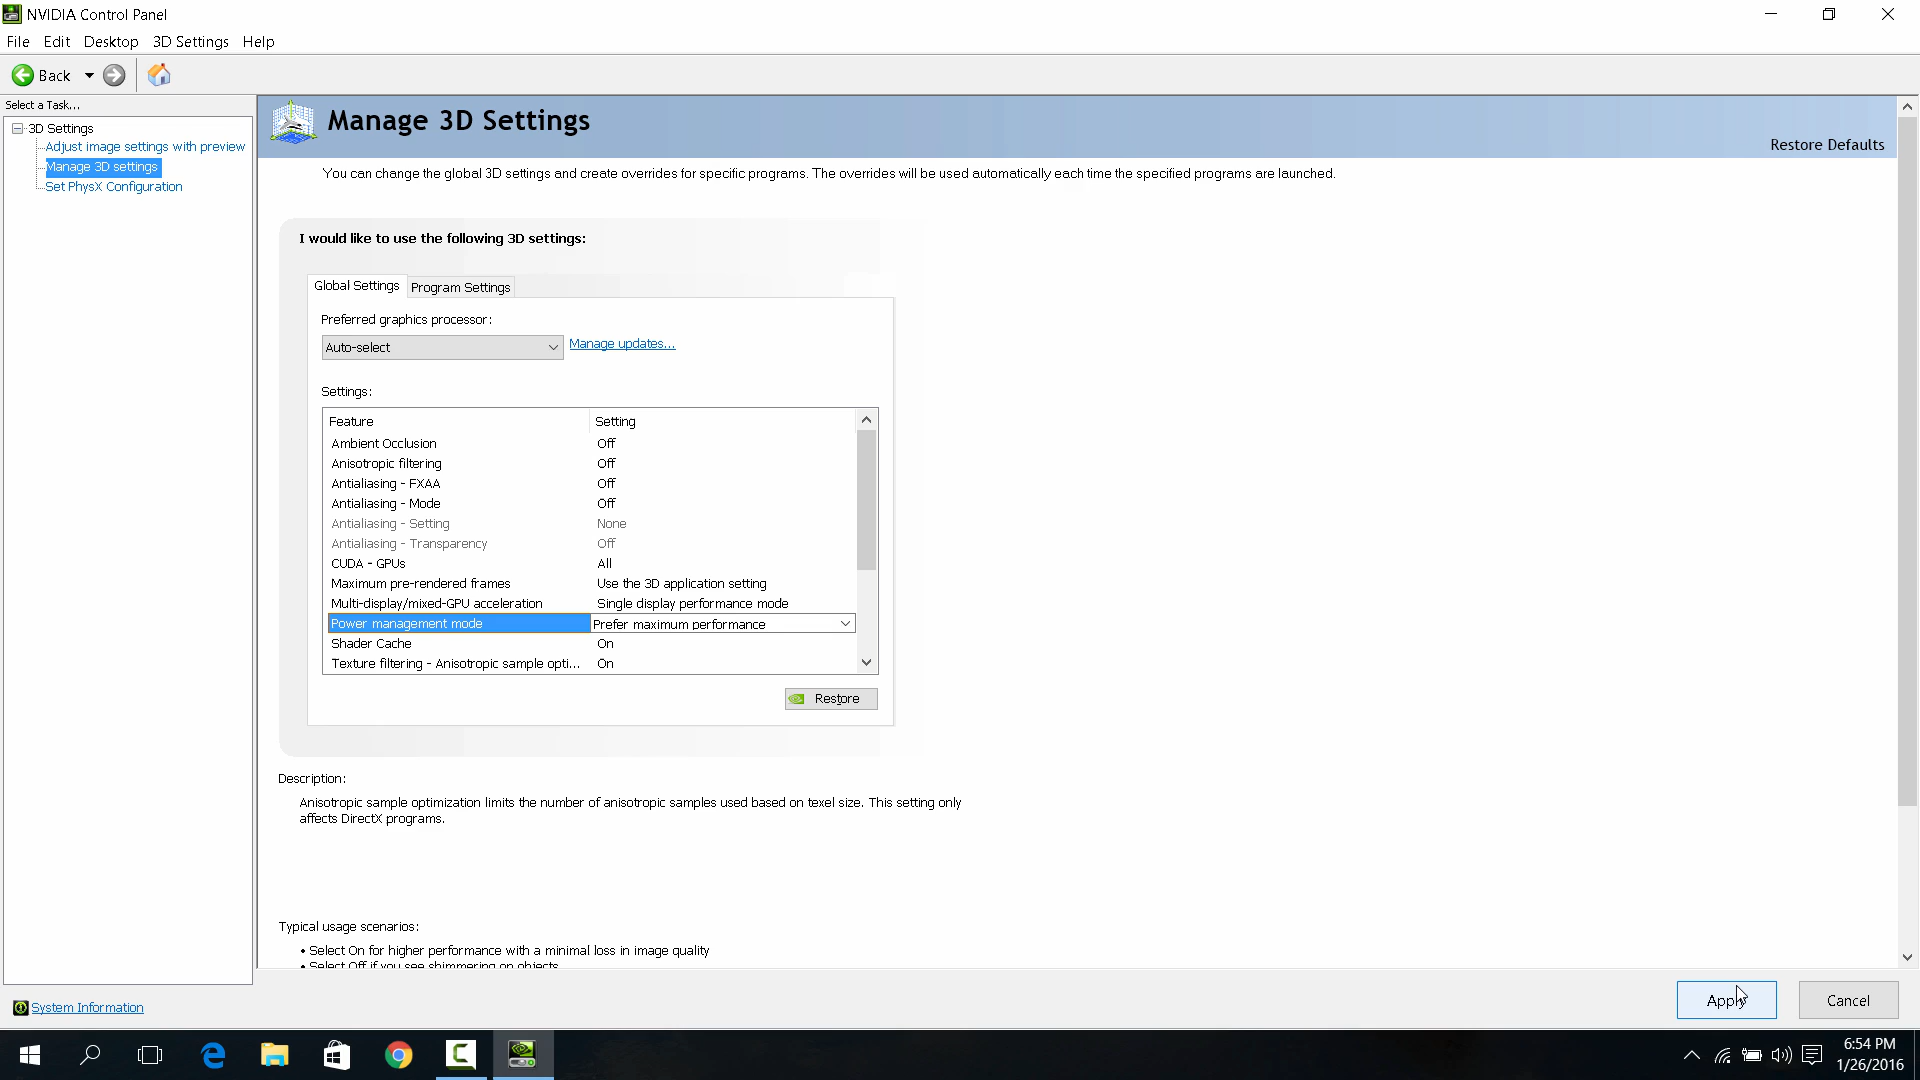 NVIDIA Control Panel
File Edit Desktop 3D Settings Help
Back
Select a Task...
3D Settings
Adjust image settings with preview
Manage 3D settings
Set PhysX Configuration
System Information
Manage 3D Settings
Restore Defaults
You can change the global 3D settings and create overrides for specific programs. The overrides will be used automatically each time the specified programs are launched.
I would like to use the following 3D settings:
Global Settings Program Settings
Preferred graphics processor:
Auto-select Manage updates...
Settings:
Feature Setting
Ambient Occlusion Off
Anisotropic filtering Off
Antialiasing - FXAA Off
Antialiasing - Mode Off
Antialiasing - Setting None
Antialiasing - Transparency Off
CUDA - GPUs All
Maximum pre-rendered frames Use the 3D application setting
Multi-display/mixed-GPU acceleration Single display performance mode
Power management mode Prefer maximum performance
Shader Cache On
Texture filtering - Anisotropic sample opti... On
Restore
Description:
Anisotropic sample optimization limits the number of anisotropic samples used based on texel size. This setting only
affects DirectX programs.
Typical usage scenarios:
• Select On for higher performance with a minimal loss in image quality
• Select Off if you see shimmering on objects
Apply Cancel
6:54 PM
1/26/2016